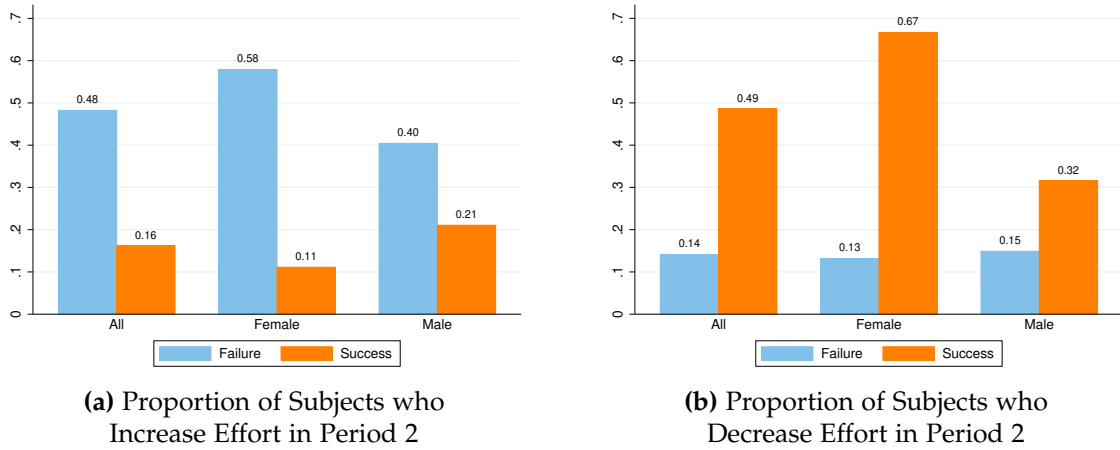 .7
.6
.5
.4
.3
.2
.1
0
0.48
0.16
0.58
0.11
0.40
0.21
All
Female
Male
Failure
Success
(a) Proportion of Subjects who
Increase Effort in Period 2
.7
.6
.5
.4
.3
.2
.1
0
0.14
0.49
0.13
0.67
0.15
0.32
All
Female
Male
Failure
Success
(b) Proportion of Subjects who
Decrease Effort in Period 2